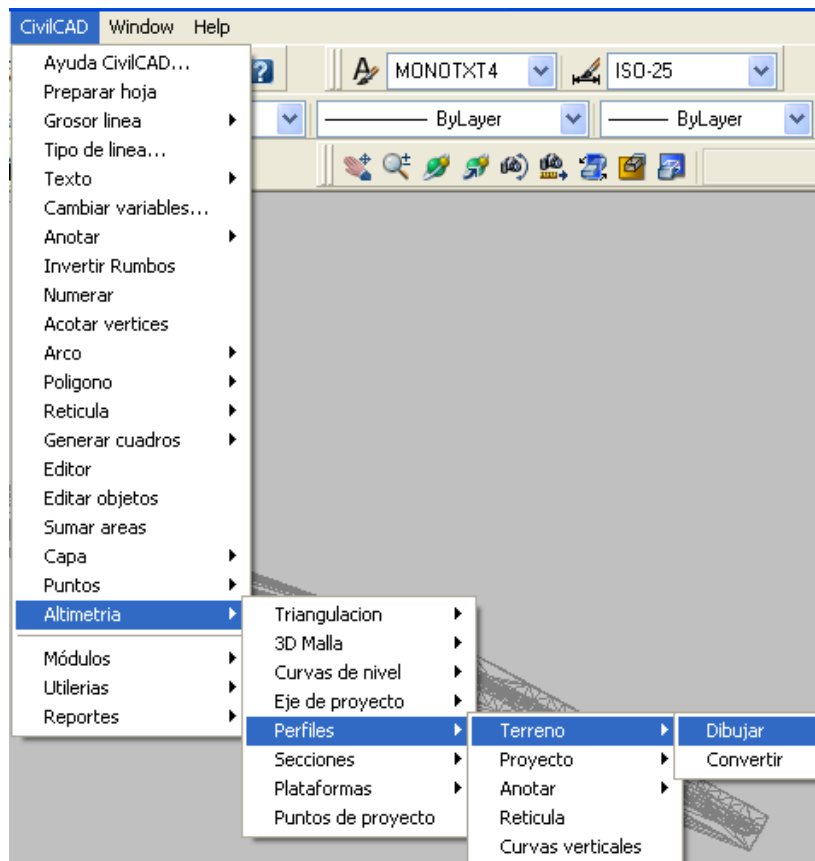 CivilCAD Window Help
MONOTXT4 ISO-25
ByLayer ByLayer
Ayuda CivilCAD...
Preparar hoja
Grosor linea
Tipo de linea...
Texto
Cambiar variables...
Anotar
Invertir Rumbos
Numerar
Acotar vertices
Arco
Poligono
Reticula
Generar cuadros
Editor
Editar objetos
Sumar areas
Capa
Puntos
Altimetria
Módulos
Utilerias
Reportes
Triangulacion
3D Malla
Curvas de nivel
Eje de proyecto
Perfiles
Secciones
Plataformas
Puntos de proyecto
Terreno
Proyecto
Anotar
Reticula
Curvas verticales
Dibujar
Convertir